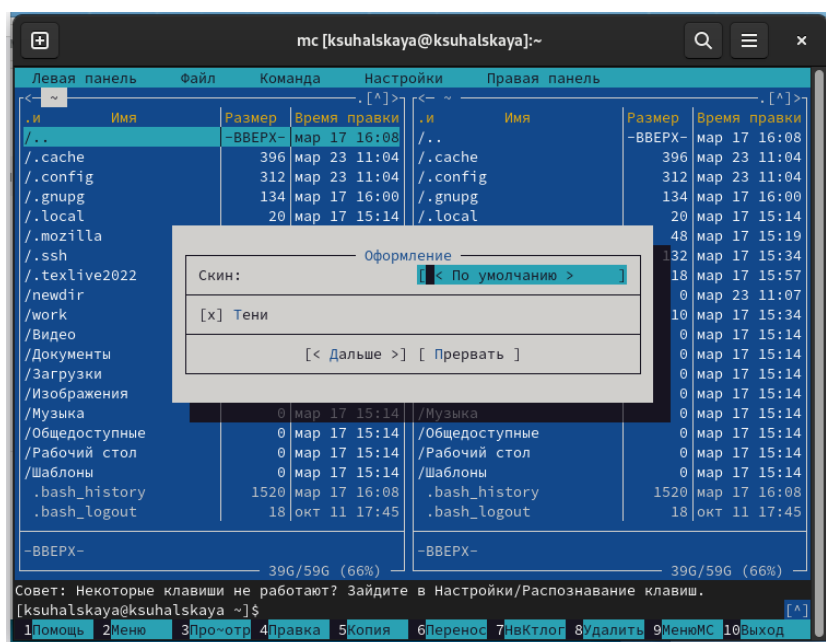 mc [ksuhalskaya@ksuhalskaya]:~
Левая панель Файл Команда Настройки Правая панель
<— ~ .[^]> <— ~ .[^]>
.и Имя Размер Время правки .и Имя Размер Время правки
/.. -ВВЕРХ- мар 17 16:08 /.. -ВВЕРХ- мар 17 16:08
/.cache 396 мар 23 11:04 /.cache 396 мар 23 11:04
/.config 312 мар 23 11:04 /.config 312 мар 23 11:04
/.gnupg 134 мар 17 16:00 /.gnupg 134 мар 17 16:00
/.local 20 мар 17 15:14 /.local 20 мар 17 15:14
/.mozilla 48 мар 17 15:19
/.ssh Оформление 132 мар 17 15:34
/.texlive2022 Скин: [ < По умолчанию > ] 18 мар 17 15:57
/newdir 0 мар 23 11:07
/work [x] Тени 10 мар 17 15:34
/Видео 0 мар 17 15:14
/Документы [< Дальше >] [ Прервать ] 0 мар 17 15:14
/Загрузки 0 мар 17 15:14
/Изображения 0 мар 17 15:14
/Музыка 0 мар 17 15:14 /Музыка 0 мар 17 15:14
/Общедоступные 0 мар 17 15:14 /Общедоступные 0 мар 17 15:14
/Рабочий стол 0 мар 17 15:14 /Рабочий стол 0 мар 17 15:14
/Шаблоны 0 мар 17 15:14 /Шаблоны 0 мар 17 15:14
.bash_history 1520 мар 17 16:08 .bash_history 1520 мар 17 16:08
.bash_logout 18 окт 11 17:45 .bash_logout 18 окт 11 17:45
-ВВЕРХ- -ВВЕРХ-
39G/59G (66%) 39G/59G (66%)
Совет: Некоторые клавиши не работают? Зайдите в Настройки/Распознавание клавиш.
[ksuhalskaya@ksuhalskaya ~]$ [^]
1Помощь 2Меню 3Про~отр 4Правка 5Копия 6Перенос 7НвКтлог 8Удалить 9МенюМС 10Выход